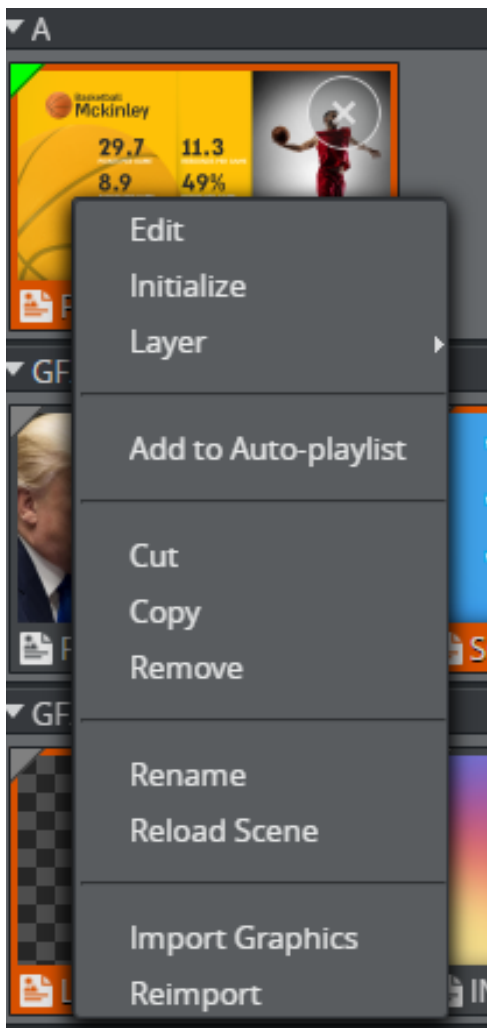 A
Basketball
Mckinley
29.7
11.3
8.9
49%
Edit
Initialize
Layer
GF
Add to Auto-playlist
Cut
Copy
Remove
GF
Rename
Reload Scene
Import Graphics
Reimport